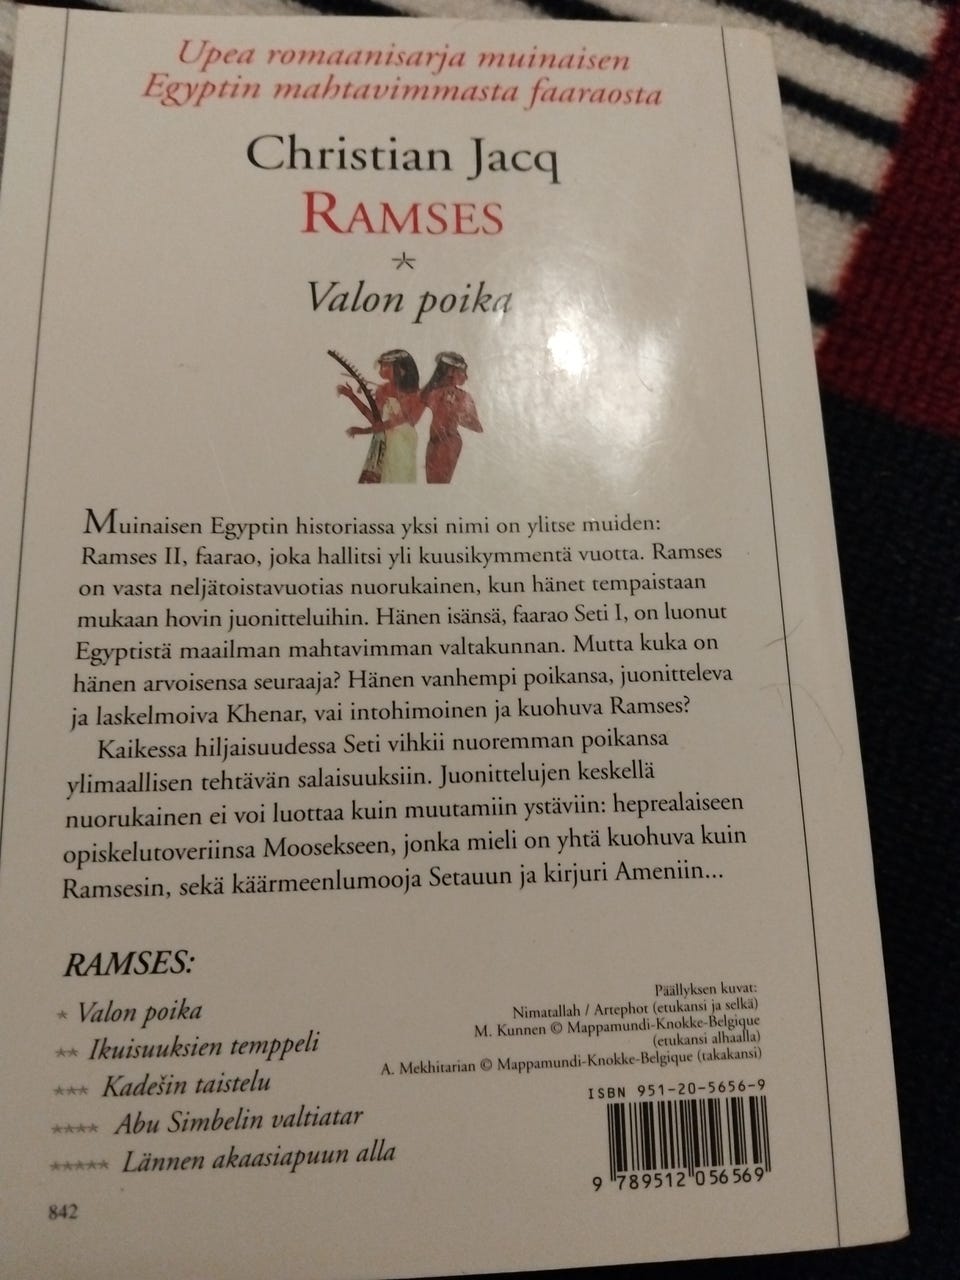 Upea romaanisarja muinaisen
Egyptin mahtavimmasta faaraosta
Christian Jacq
RAMSES
*
Valon poika
Muinaisen Egyptin historiassa yksi nimi on ylitse muiden:
Ramses II, faarao, joka hallitsi yli kuusikymmentä vuotta. Ramses
on vasta neljätoistavuotias nuorukainen, kun hänet tempaistaan
mukaan hovin juonitteluihin. Hänen isänsä, faarao Seti I, on luonut
Egyptistä maailman mahtavimman valtakunnan. Mutta kuka on
hänen arvoisensa seuraaja? Hänen vanhempi poikansa, juonitteleva
ja laskelmoiva Khenar, vai intohimoinen ja kuohuva Ramses?
Kaikessa hiljaisuudessa Seti vihkii nuoremman poikansa
ylimaallisen tehtävän salaisuuksiin. Juonittelujen keskellä
nuorukainen ei voi luottaa kuin muutamiin ystäviin: heprealaiseen
opiskelutoveriinsa Moosekseen, jonka mieli on yhtä kuohuva kuin
Ramsesin, sekä käärmeenlumooja Setauun ja kirjuri Ameniin...
RAMSES:
* Valon poika
** Ikuisuuksien temppeli
*** Kadešin taistelu
**** Abu Simbelin valtiatar
***** Lännen akaasiapuun alla
842
Päällyksen kuvat:
Nimatallah / Artephot (etukansi ja selkä)
M. Kunnen © Mappamundi-Knokke-Belgique
(etukansi alhaalla)
A. Mekhitarian © Mappamundi-Knokke-Belgique (takakansi)
ISBN 951-20-5656-9
9 789512 056569